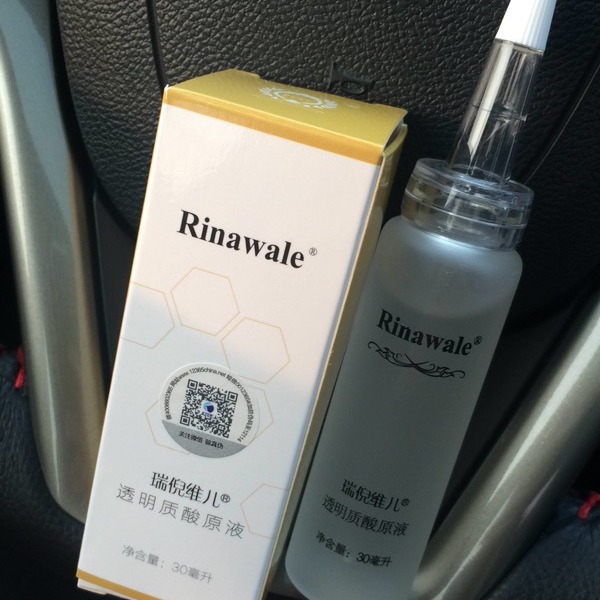 Rinawale®
关注微信 验真伪
瑞倪维儿®
透明质酸原液
净含量：30毫升
Rinawale®
瑞倪维儿®
透明质酸原液
净含量：30毫升